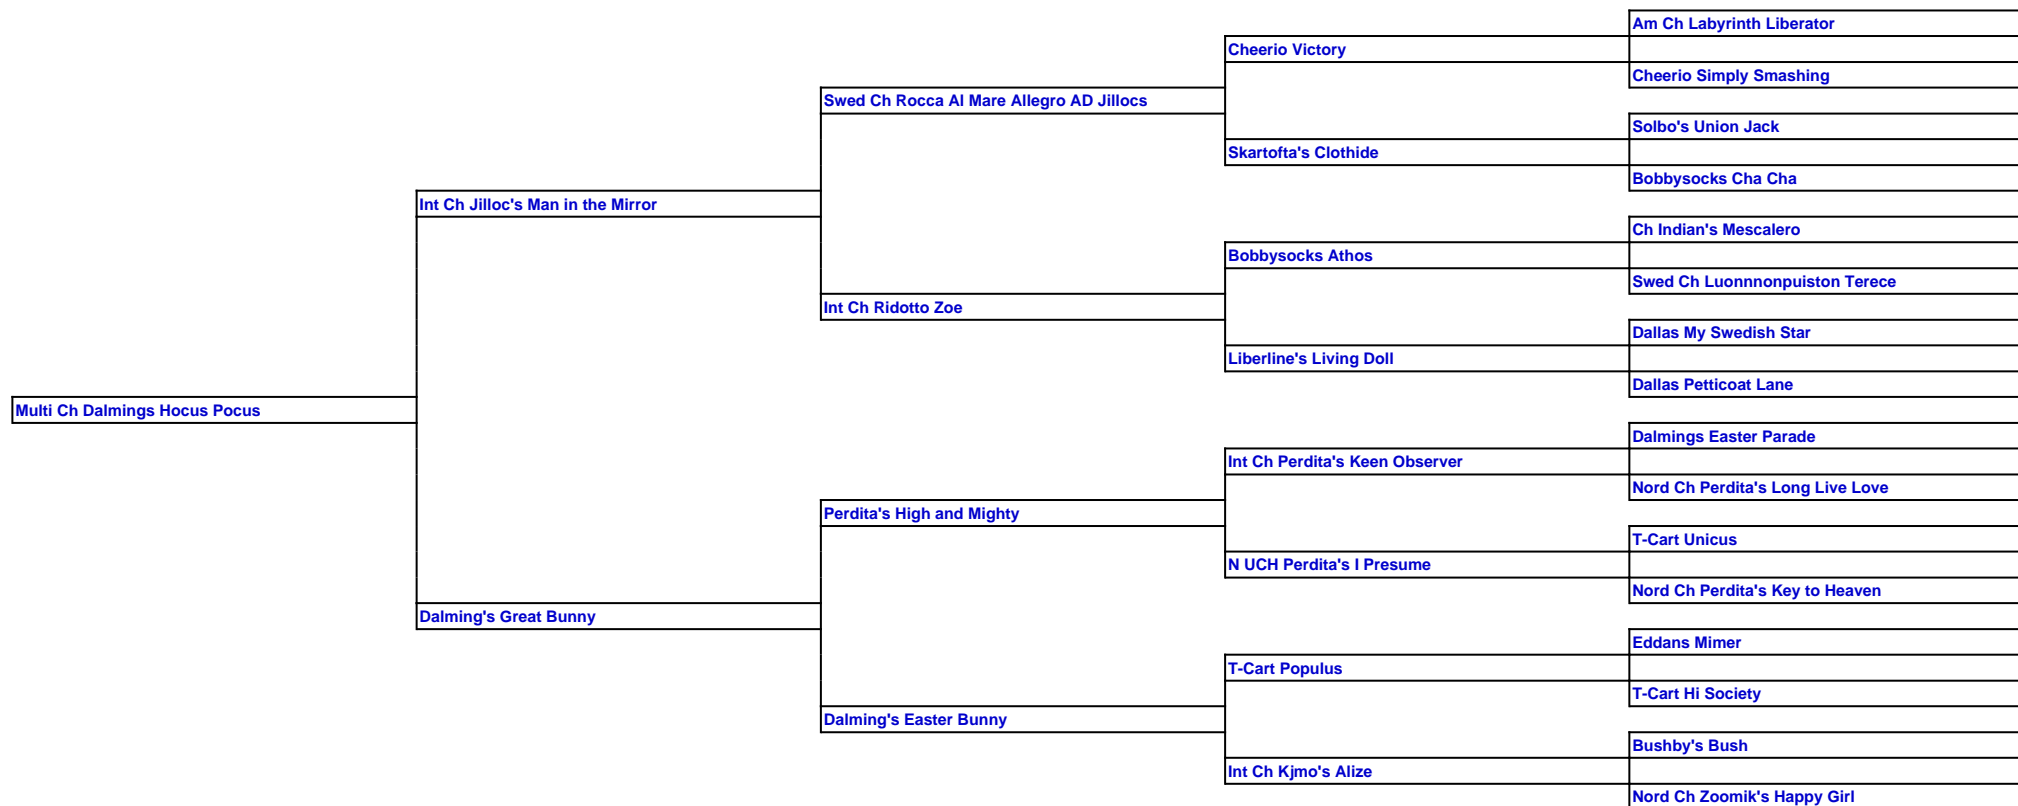 Am Ch Labyrinth Liberator
Cheerio Victory
Cheerio Simply Smashing
Swed Ch Rocca Al Mare Allegro AD Jillocs
Solbo's Union Jack
Skartofta's Clothide
Bobbysocks Cha Cha
Int Ch Jilloc's Man in the Mirror
Ch Indian's Mescalero
Bobbysocks Athos
Swed Ch Luonnnonpuiston Terece
Int Ch Ridotto Zoe
Dallas My Swedish Star
Liberline's Living Doll
Dallas Petticoat Lane
Multi Ch Dalmings Hocus Pocus
Dalmings Easter Parade
Int Ch Perdita's Keen Observer
Nord Ch Perdita's Long Live Love
Perdita's High and Mighty
T-Cart Unicus
N UCH Perdita's I Presume
Nord Ch Perdita's Key to Heaven
Dalming's Great Bunny
Eddans Mimer
T-Cart Populus
T-Cart Hi Society
Dalming's Easter Bunny
Bushby's Bush
Int Ch Kjmo's Alize
Nord Ch Zoomik's Happy Girl